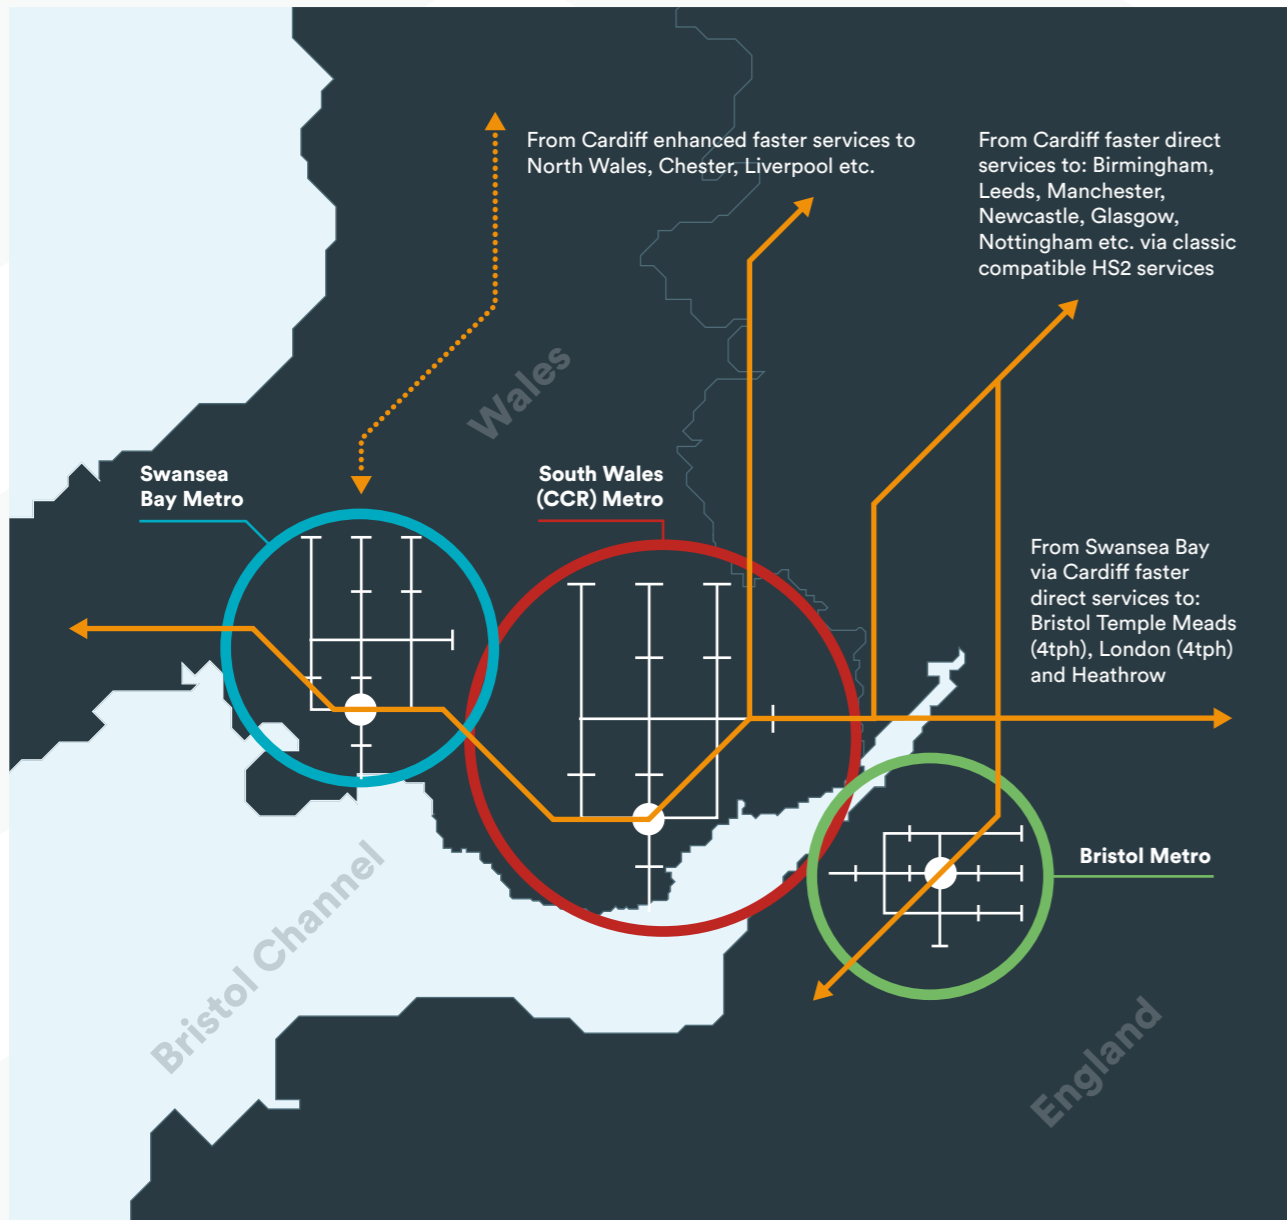 From Cardiff enhanced faster services to
North Wales, Chester, Liverpool etc.
From Cardiff faster direct
services to: Birmingham,
Leeds, Manchester,
Newcastle, Glasgow,
Nottingham etc. via classic
compatible HS2 services
Wales
Swansea
Bay Metro
South Wales
(CCR) Metro
From Swansea Bay
via Cardiff faster
direct services to:
Bristol Temple Meads
(4tph), London (4tph)
and Heathrow
Bristol Metro
Bristol Channel
England